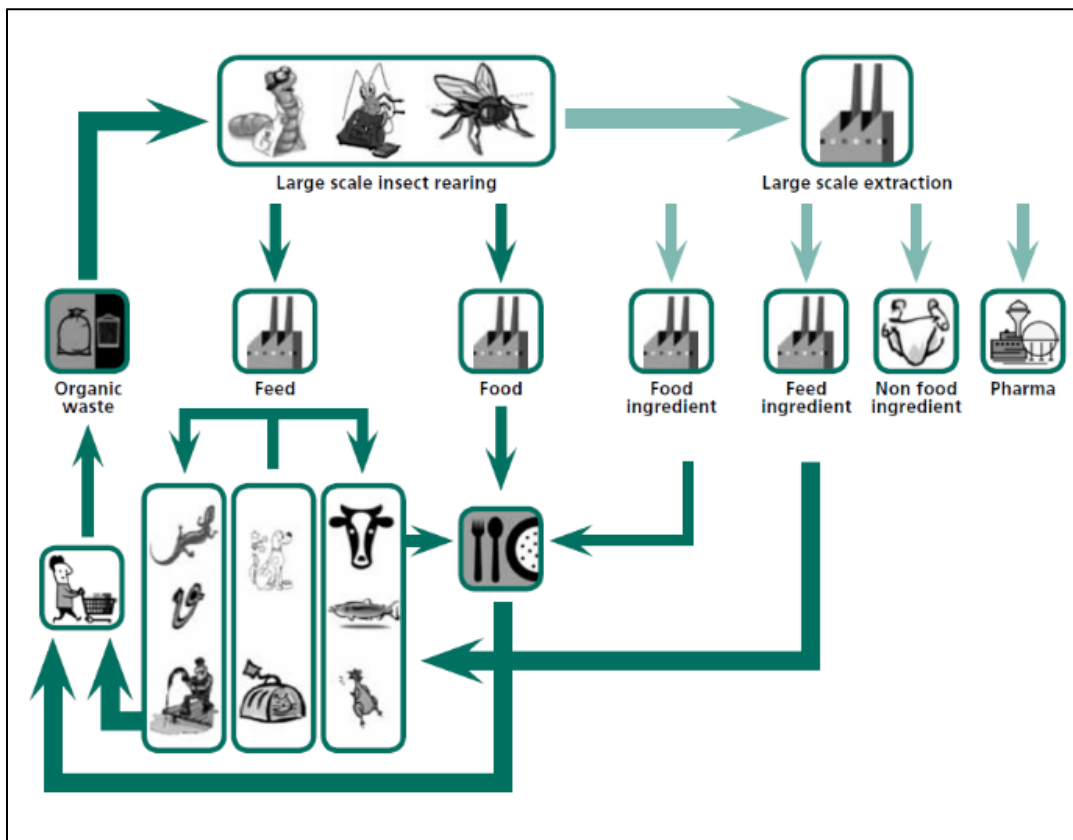 Large scale insect rearing
Large scale extraction
Organic
waste
Feed
Food
Food
ingredient
Feed
ingredient
Non food
ingredient
Pharma